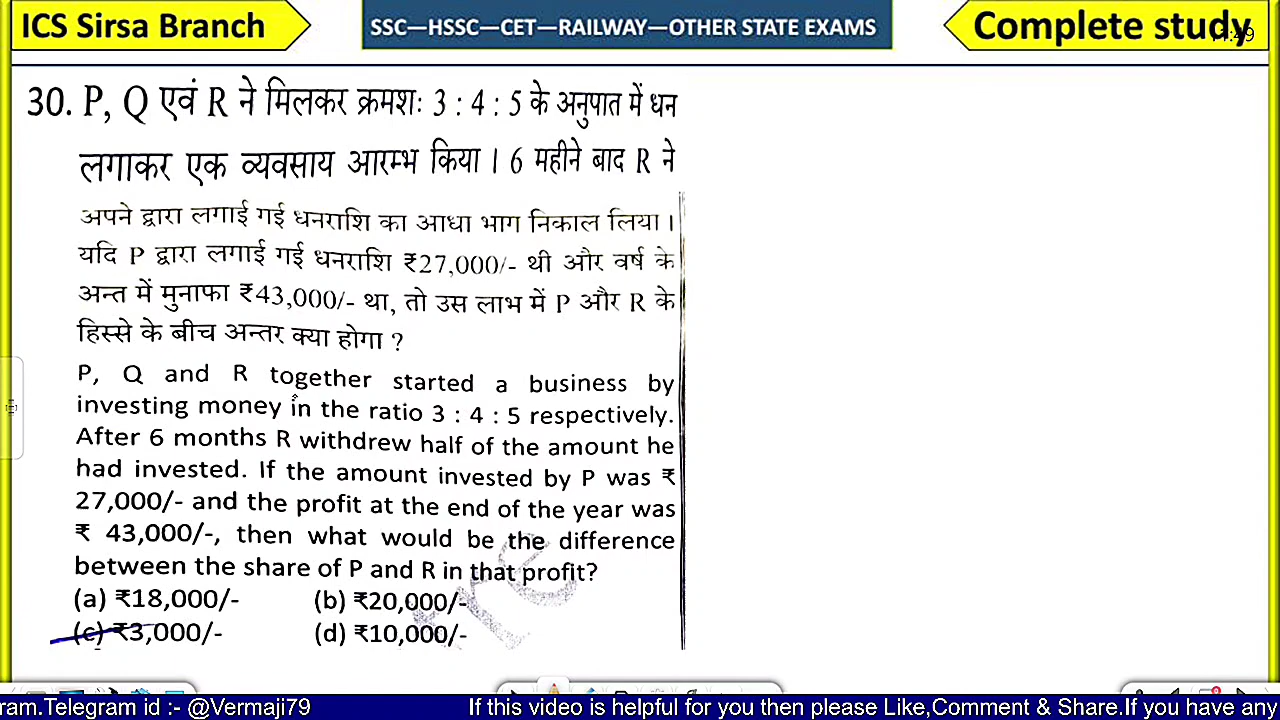 ICS Sirsa Branch
SSC—HSSC—CET—RAILWAY—OTHER STATE EXAMS
Complete study
30. P, Q एवं R ने मिलकर क्रमशः 3 : 4 : 5 के अनुपात में धन
लगाकर एक व्यवसाय आरम्भ किया । 6 महीने बाद R ने
अपने द्वारा लगाई गई धनराशि का आधा भाग निकाल लिया ।
यदि P द्वारा लगाई गई धनराशि ₹27,000/- थी और वर्ष के
अन्त में मुनाफा ₹43,000/- था, तो उस लाभ में P और R के
हिस्से के बीच अन्तर क्या होगा ?
P, Q and R together started a business by
investing money in the ratio 3 : 4 : 5 respectively.
After 6 months R withdrew half of the amount he
had invested. If the amount invested by P was ₹
27,000/- and the profit at the end of the year was
₹ 43,000/-, then what would be the difference
between the share of P and R in that profit?
(a) ₹18,000/- (b) ₹20,000/-
(c) ₹3,000/- (d) ₹10,000/-
ram.Telegram id :- @Vermaji79 If this video is helpful for you then please Like,Comment & Share.If you have any